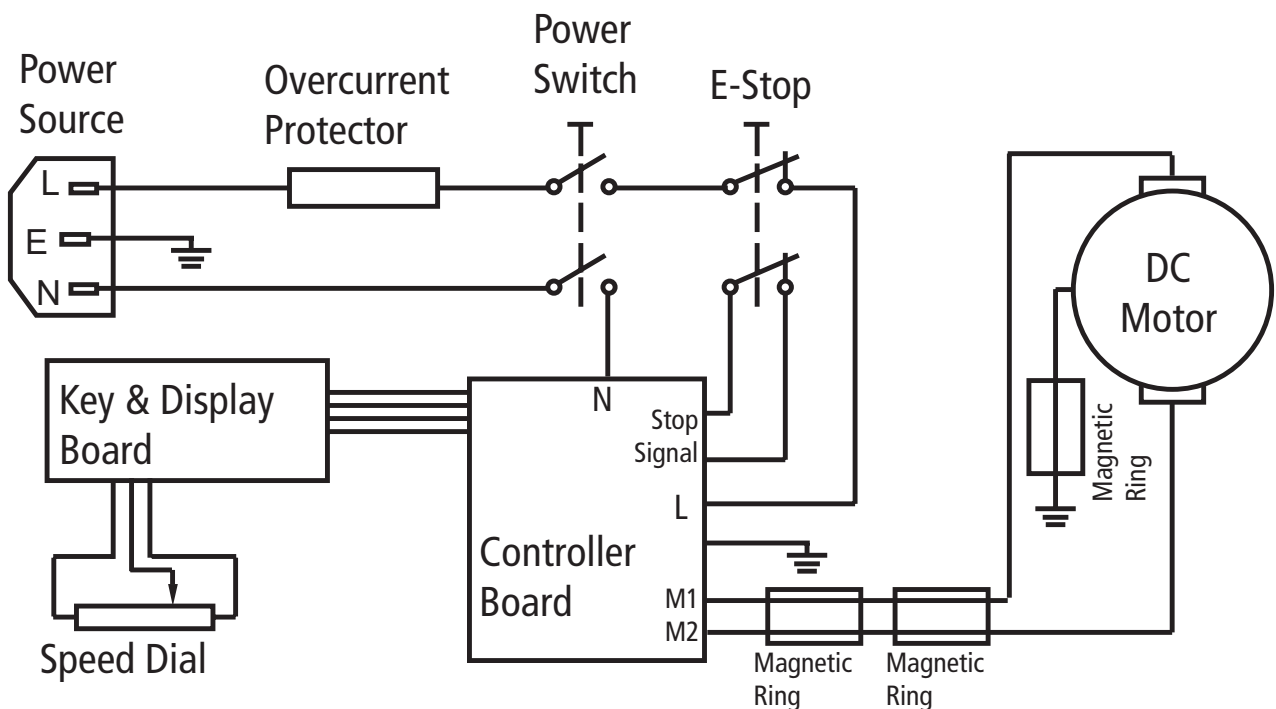 Power
Source
Overcurrent
Protector
Power
Switch
E-Stop
L
E
N
DC
Motor
Key & Display
Board
N
Stop
Signal
L
Controller
Board
M1
M2
Magnetic
Ring
Speed Dial
Magnetic
Ring
Magnetic
Ring